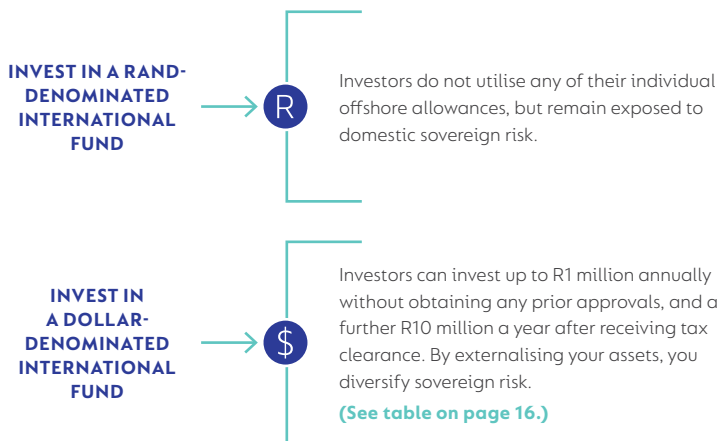 INVEST IN A RAND-
DENOMINATED
INTERNATIONAL
FUND
R
Investors do not utilise any of their individual
offshore allowances, but remain exposed to
domestic sovereign risk.
INVEST IN
A DOLLAR-
DENOMINATED
INTERNATIONAL
FUND
$
Investors can invest up to R1 million annually
without obtaining any prior approvals, and a
further R10 million a year after receiving tax
clearance. By externalising your assets, you
diversify sovereign risk.
(See table on page 16.)